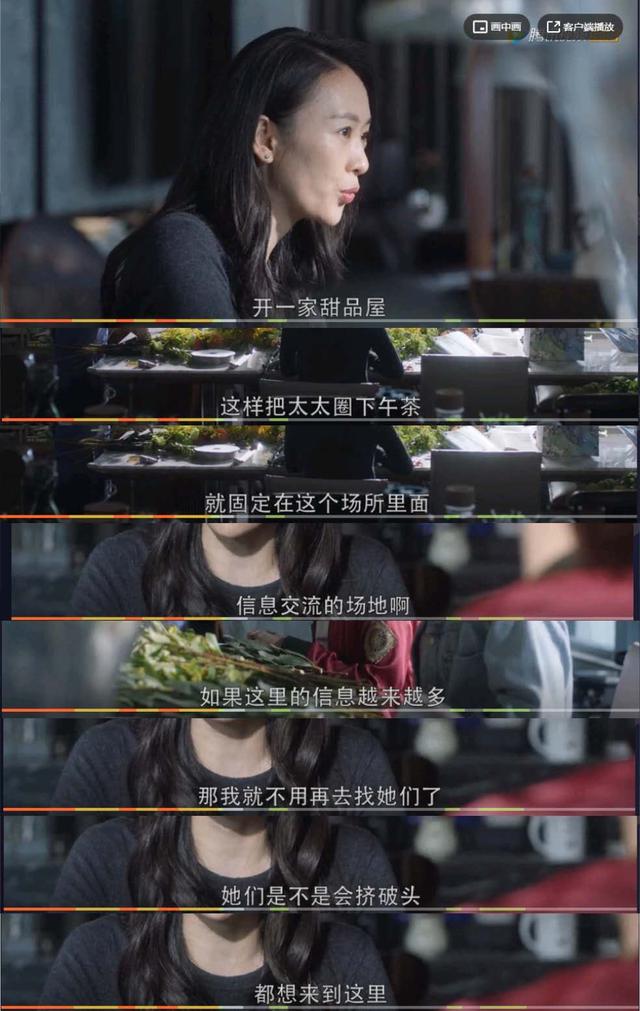 画中画
客户端播放
开一家甜品屋
这样把太太圈下午茶
就固定在这个场所里面
信息交流的场地啊
如果这里的信息越来越多
那我就不用再去找她们了
她们是不是会挤破头
都想来到这里